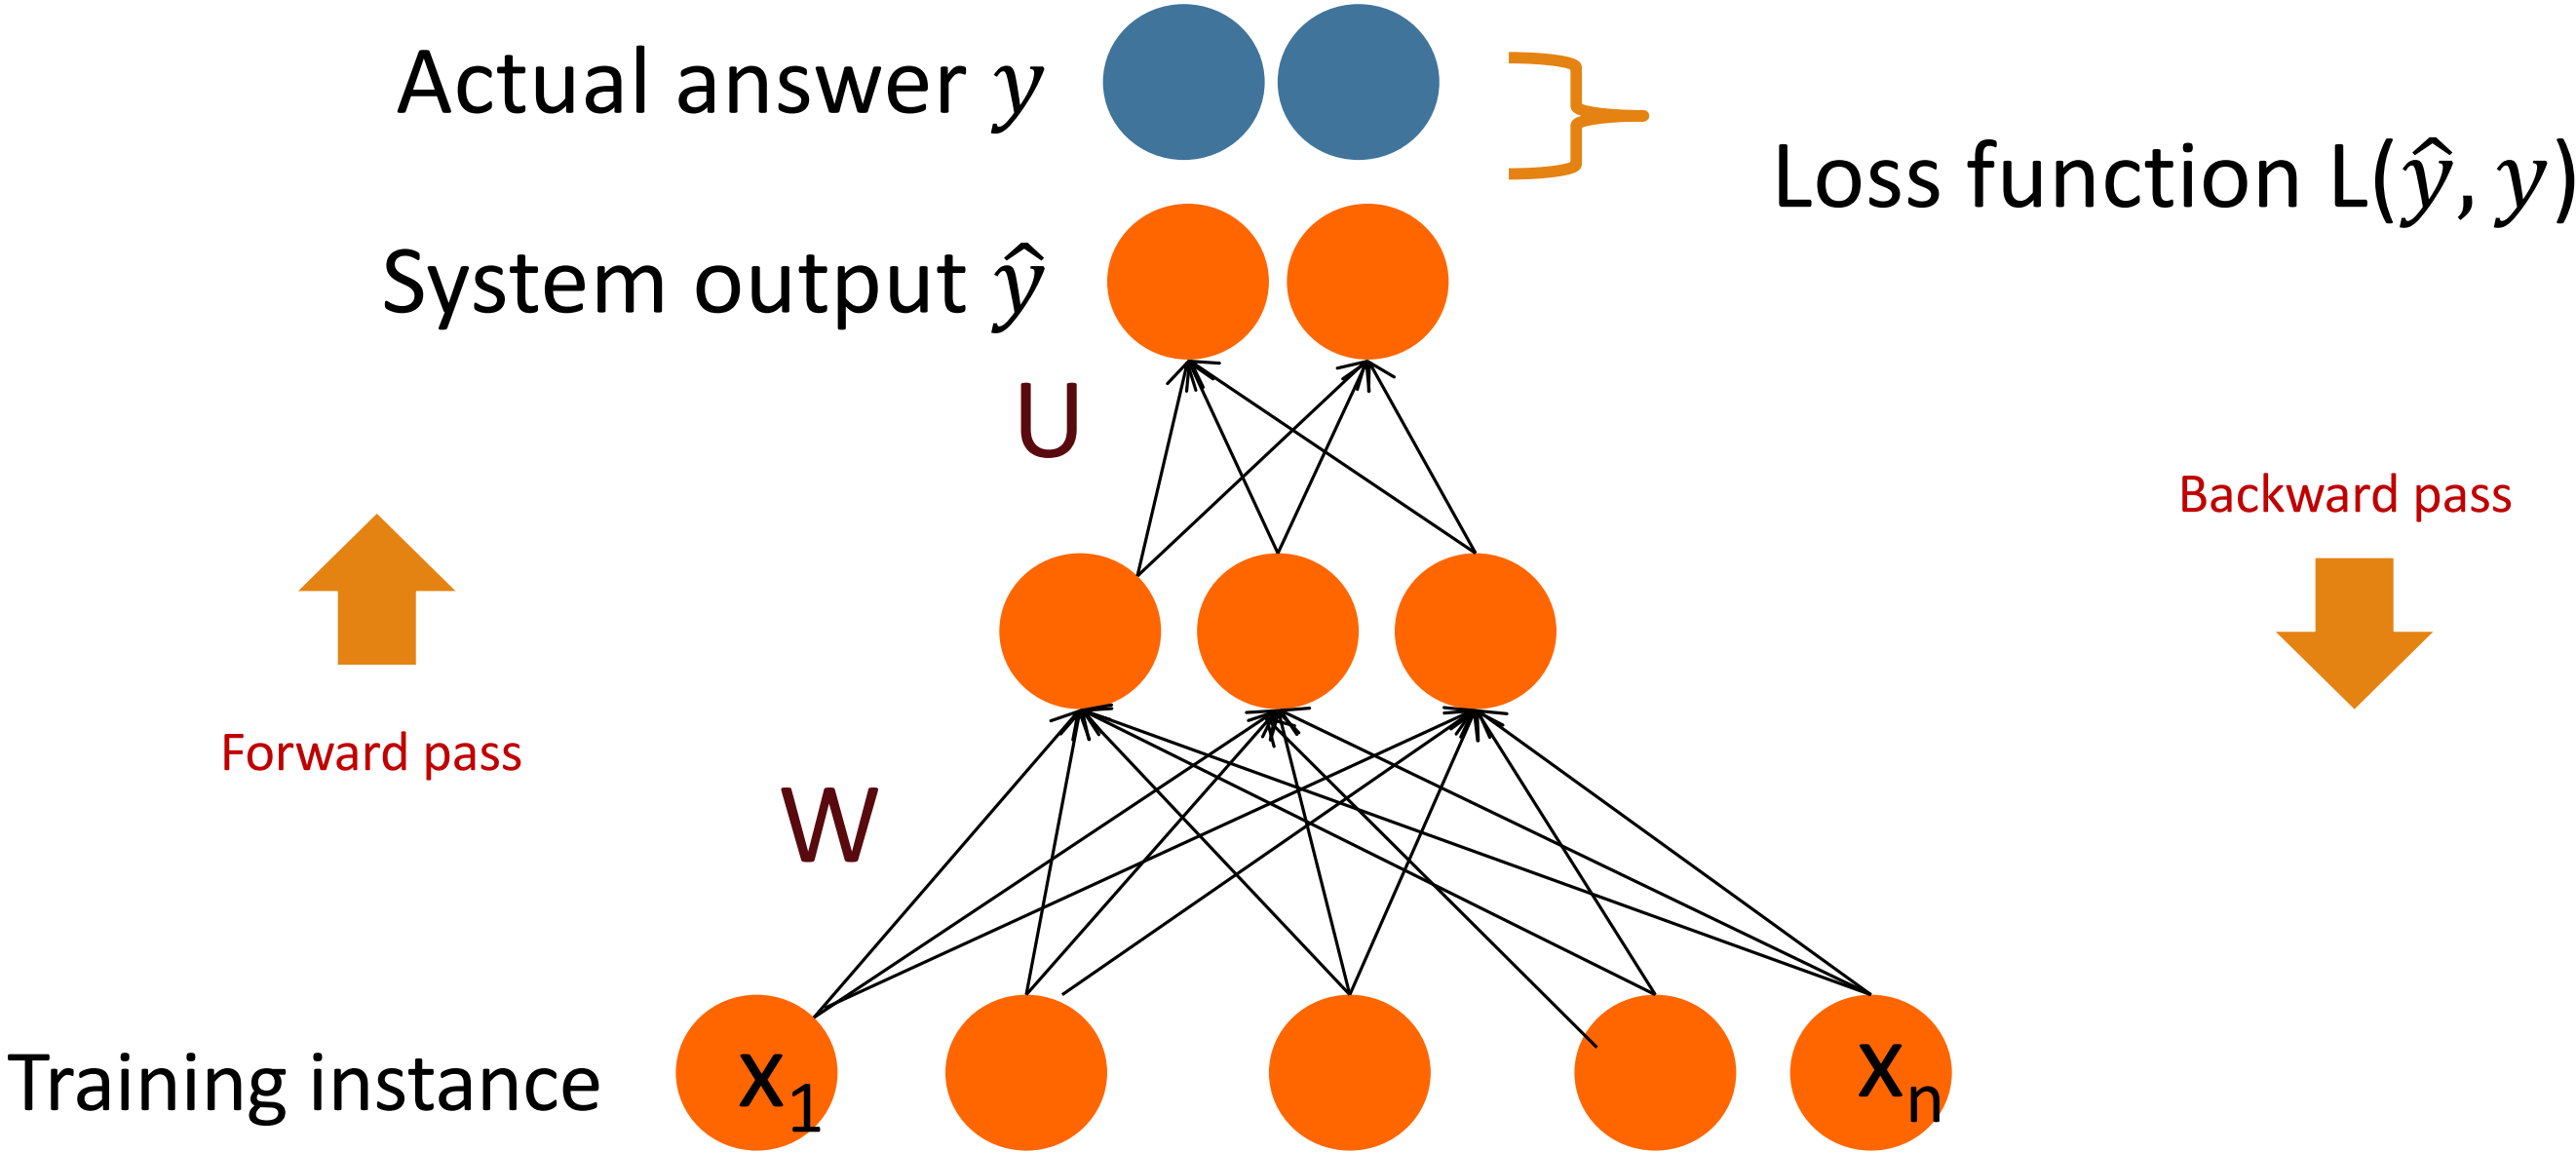 Actual answer y
Loss function L(ŷ, y)
System output ŷ
U
Backward pass
Forward pass
W
Training instance
x₁
xₙ